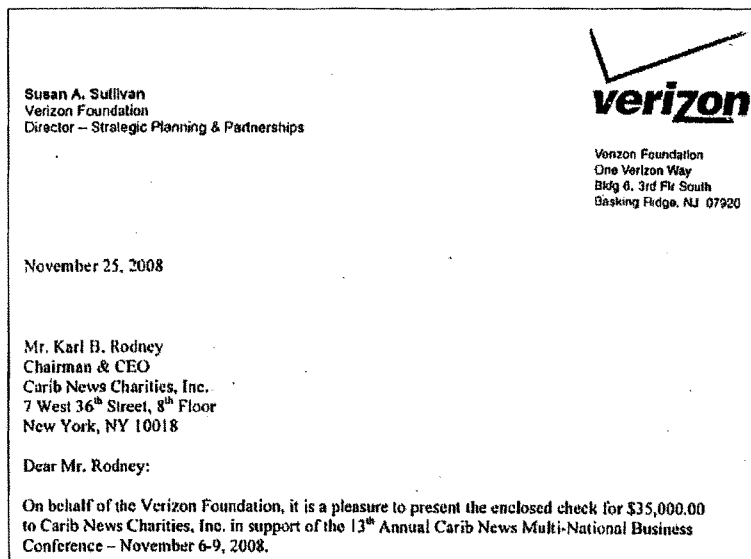 Susan A. Sullivan
Verizon Foundation
Director – Strategic Planning & Partnerships
verizon
Verizon Foundation
One Verizon Way
Bldg 6, 3rd Flr South
Basking Ridge, NJ 07920
November 25, 2008
Mr. Karl B. Rodney
Chairman & CEO
Carib News Charities, Inc.
7 West 36th Street, 8th Floor
New York, NY 10018
Dear Mr. Rodney:
On behalf of the Verizon Foundation, it is a pleasure to present the enclosed check for $35,000.00
to Carib News Charities, Inc. in support of the 13th Annual Carib News Multi-National Business
Conference – November 6-9, 2008.